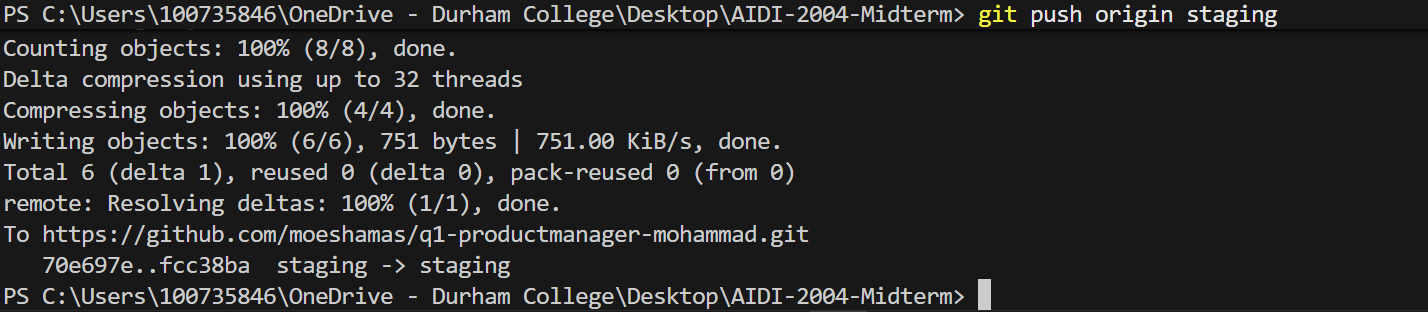 PS C:\Users\100735846\OneDrive - Durham College\Desktop\AIDI-2004-Midterm> git push origin staging
Counting objects: 100% (8/8), done.
Delta compression using up to 32 threads
Compressing objects: 100% (4/4), done.
Writing objects: 100% (6/6), 751 bytes | 751.00 KiB/s, done.
Total 6 (delta 1), reused 0 (delta 0), pack-reused 0 (from 0)
remote: Resolving deltas: 100% (1/1), done.
To https://github.com/moeshamas/q1-productmanager-mohammad.git
   70e697e..fcc38ba  staging -> staging
PS C:\Users\100735846\OneDrive - Durham College\Desktop\AIDI-2004-Midterm>